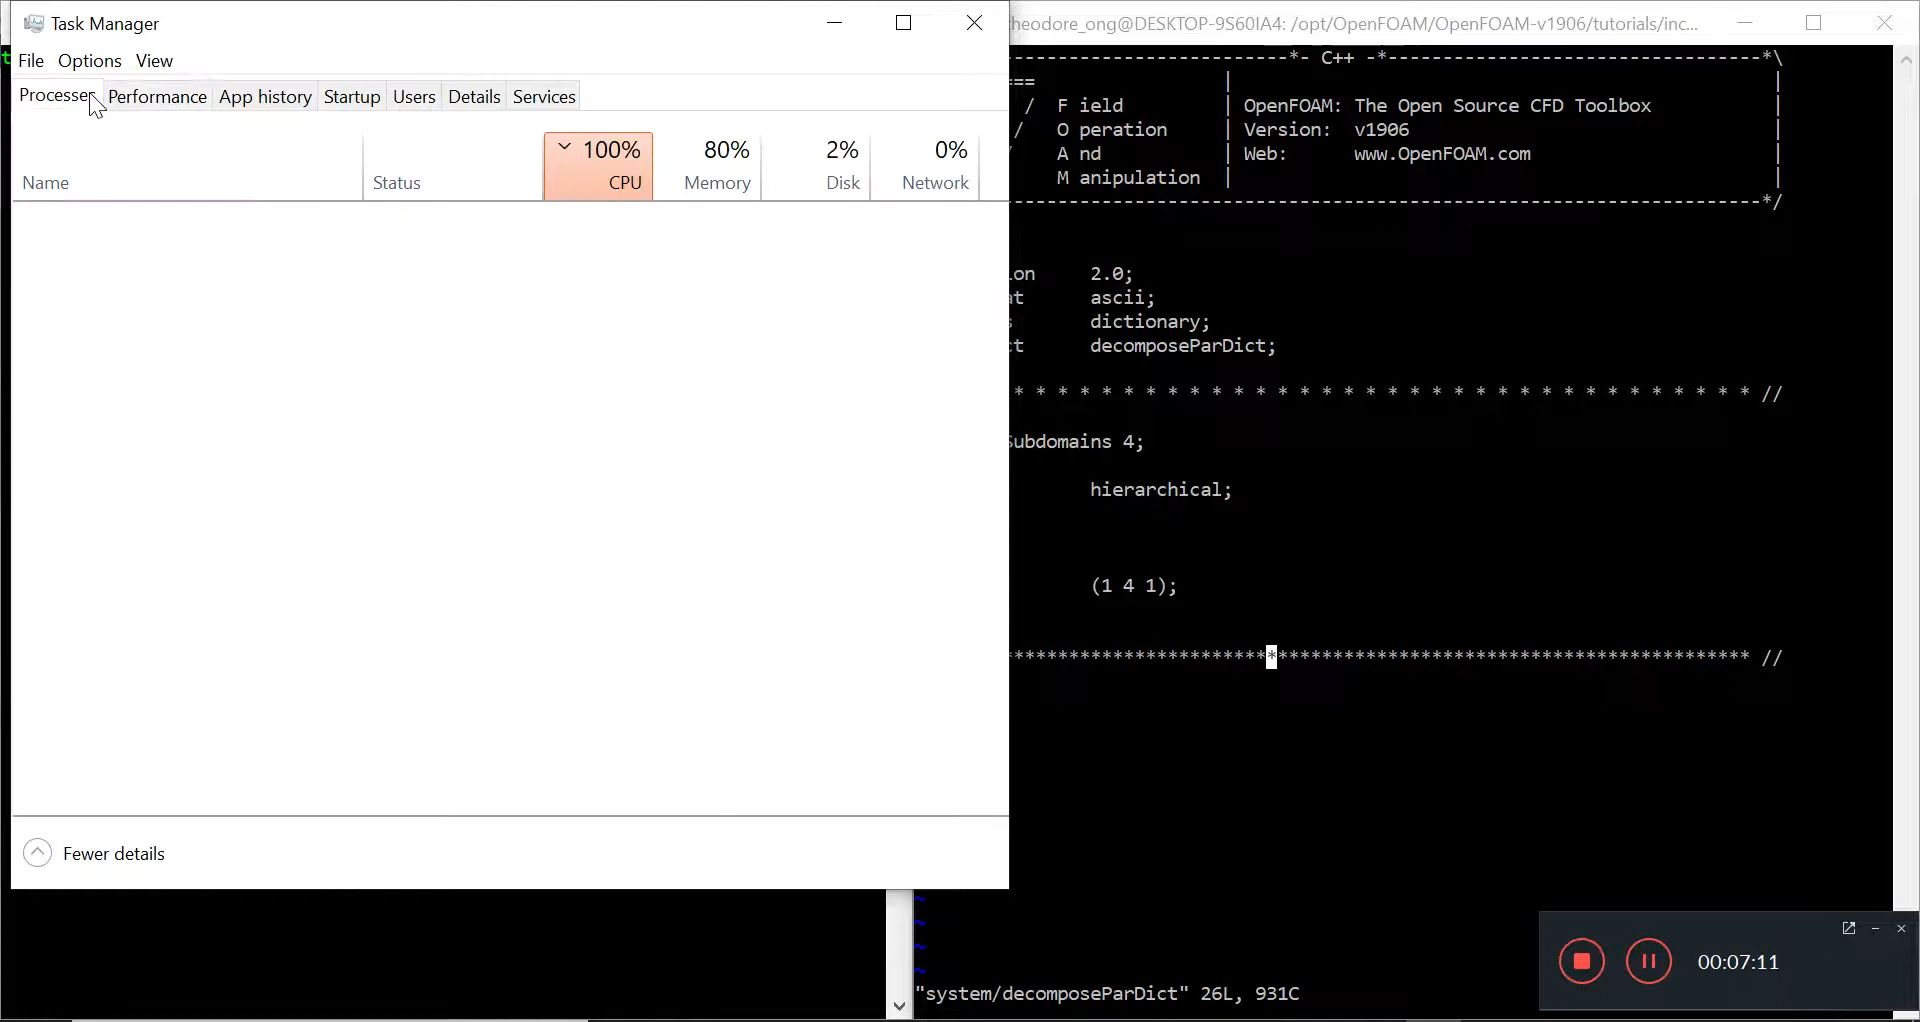 Task Manager
File Options View
Processes Performance App history Startup Users Details Services
100% 80% 2% 0%
Name Status CPU Memory Disk Network
Fewer details
heodore_ong@DESKTOP-9S60IA4: /opt/OpenFOAM/OpenFOAM-v1906/tutorials/inc...
---------------------------*- C++ -*----------------------------------*\
== | |
/ F ield | OpenFOAM: The Open Source CFD Toolbox |
/ O peration | Version: v1906 |
A nd | Web: www.OpenFOAM.com |
M anipulation | |
---------------------------------------------------------------------*/
on 2.0;
at ascii;
s dictionary;
ct decomposeParDict;
* * * * * * * * * * * * * * * * * * * * * * * * * * * * * * * * * * //
Subdomains 4;
hierarchical;
(1 4 1);
******************************************************************* //
~
~
~
~
"system/decomposeParDict" 26L, 931C
00:07:11